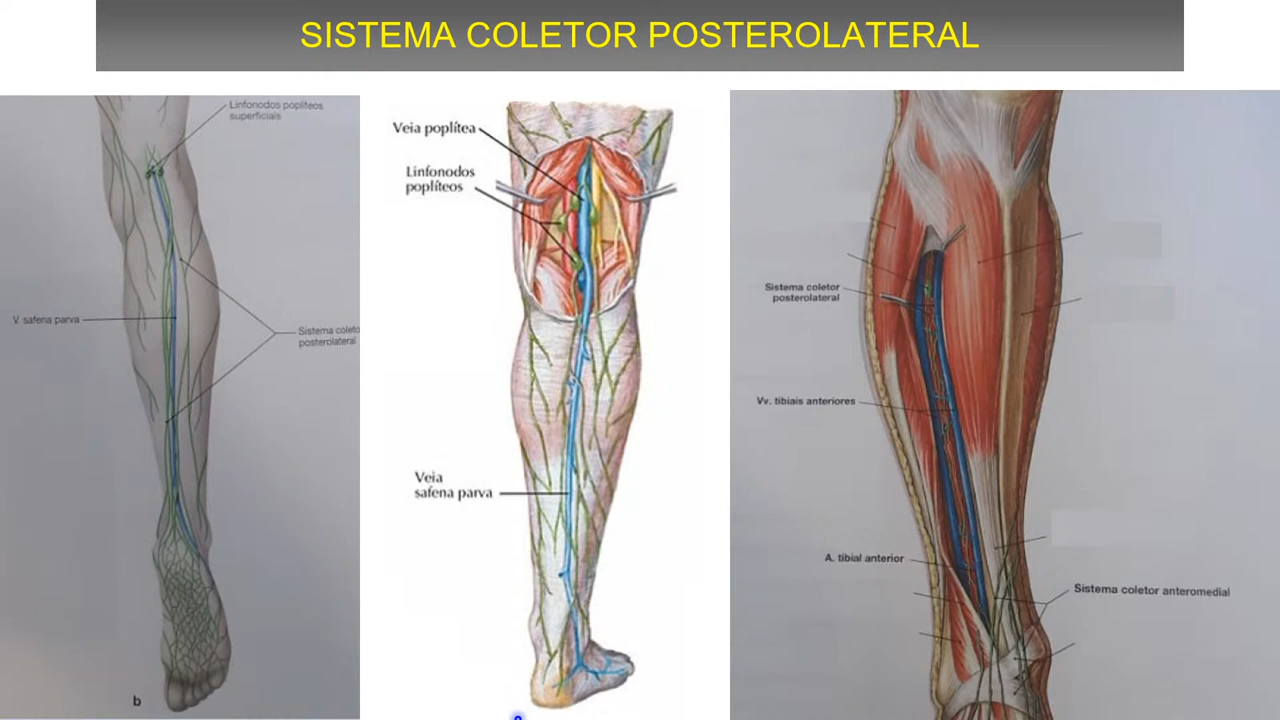 SISTEMA COLETOR POSTEROLATERAL
Linfonodos poplíteos
superficiais
V. safena parva
Sistema coleto
posterolateral
b
Veia poplítea
Linfonodos
poplíteos
Veia
safena parva
Sistema coletor
posterolateral
Vv. tibiais anteriores
A. tibial anterior
Sistema coletor anteromedial